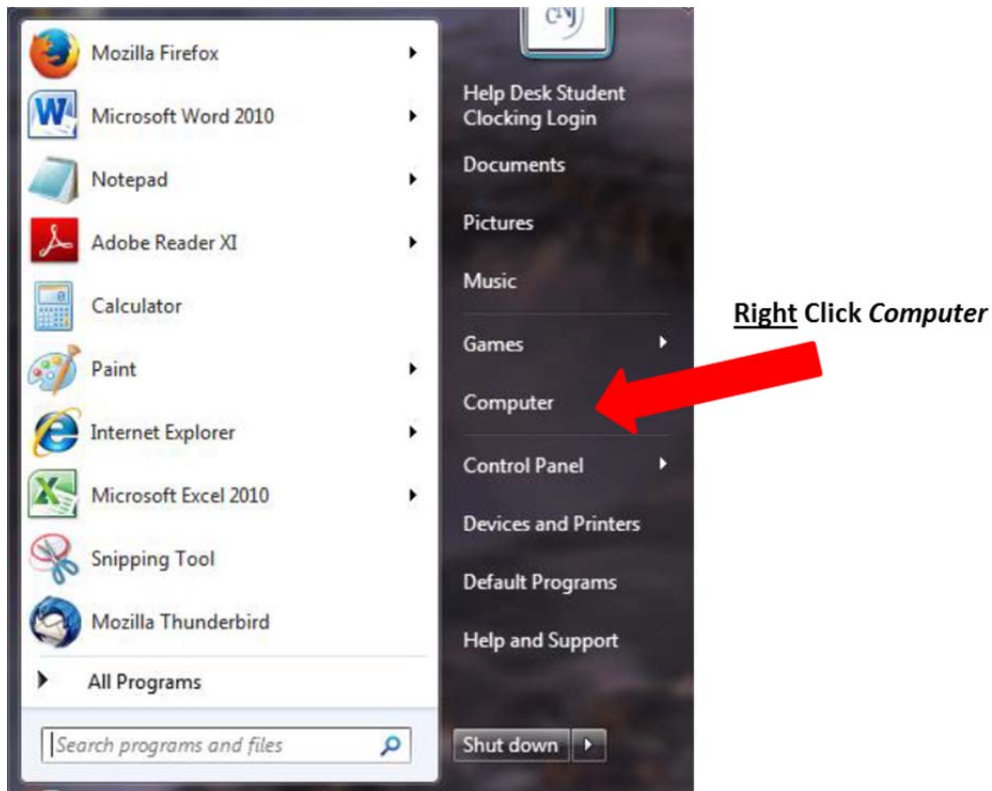 Mozilla Firefox
Microsoft Word 2010
Notepad
Adobe Reader XI
Calculator
Paint
Internet Explorer
Microsoft Excel 2010
Snipping Tool
Mozilla Thunderbird
All Programs
Search programs and files
Help Desk Student
Clocking Login
Documents
Pictures
Music
Games
Computer
Control Panel
Devices and Printers
Default Programs
Help and Support
Shut down
Right Click Computer